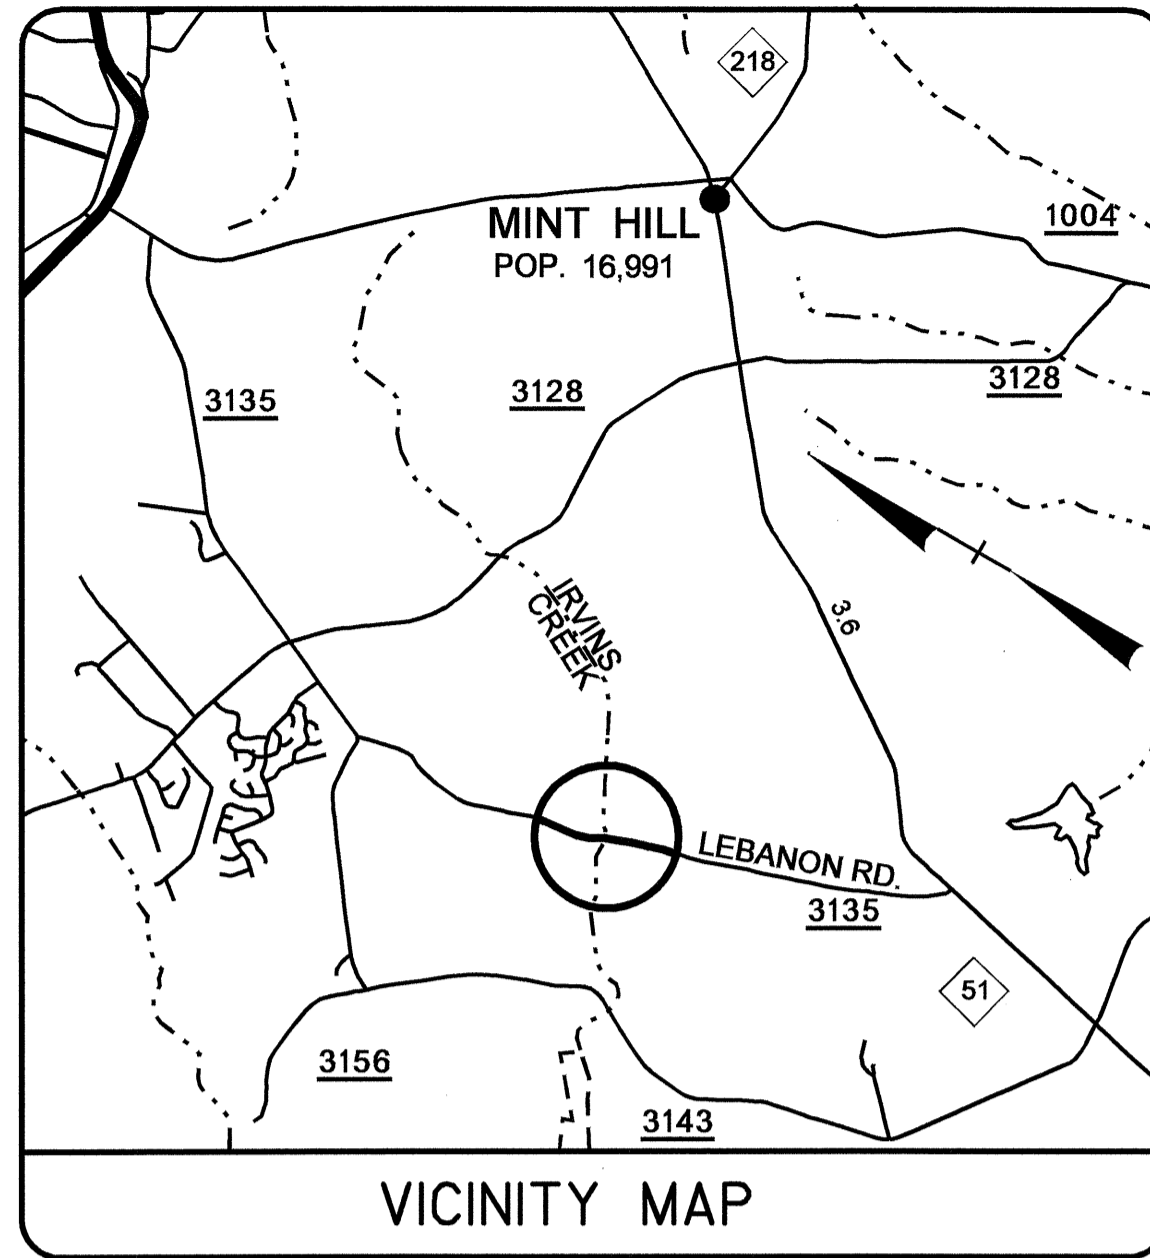 218
1004
MINT HILL
POP. 16,991
3135
3128
3128
IRVINS
CREEK
3.6
LEBANON RD.
3135
51
3156
3143
VICINITY MAP